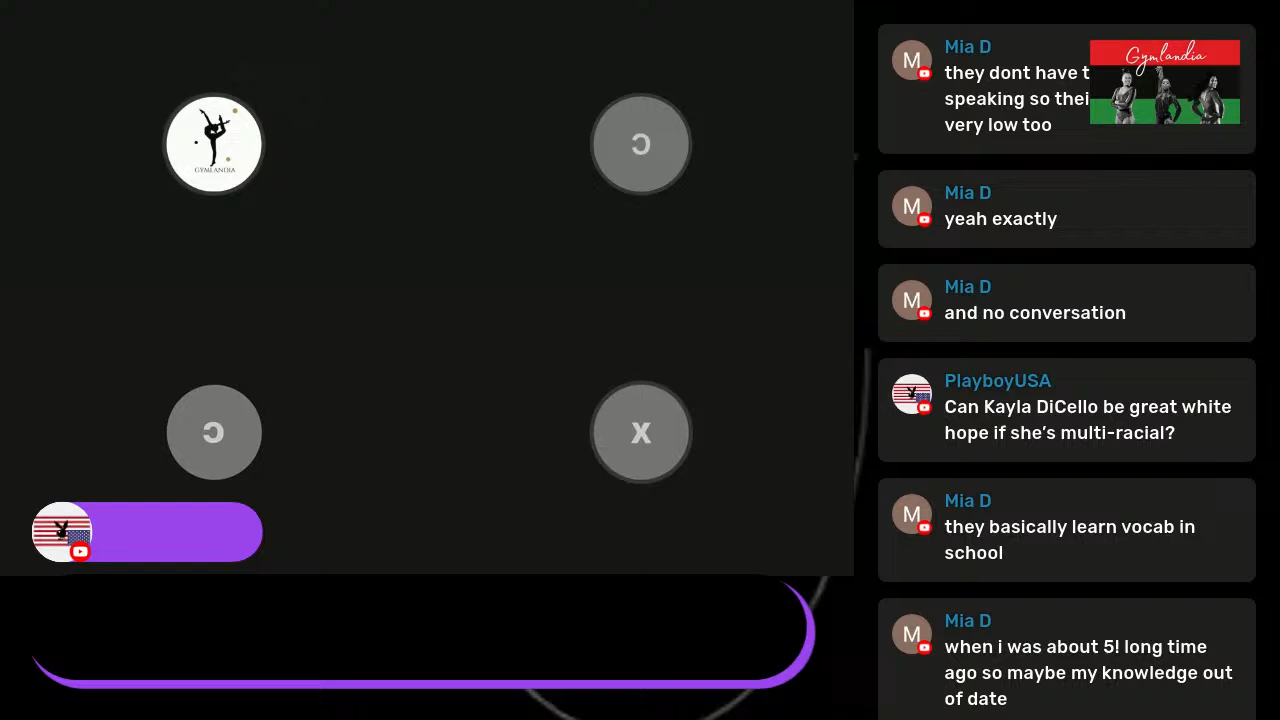 GYMLANDIA
ɔ
ɔ
X
Mia D
they dont have t
speaking so thei
very low too
Gymlandia
Mia D
yeah exactly
Mia D
and no conversation
PlayboyUSA
Can Kayla DiCello be great white
hope if she's multi-racial?
Mia D
they basically learn vocab in
school
Mia D
when i was about 5! long time
ago so maybe my knowledge out
of date
M
M
M
M
M